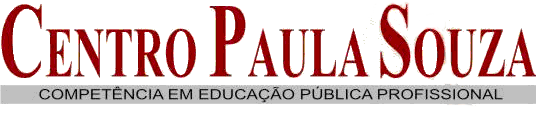 CENTRO PAULA SOUZA
COMPETÊNCIA EM EDUCAÇÃO PÚBLICA PROFISSIONAL